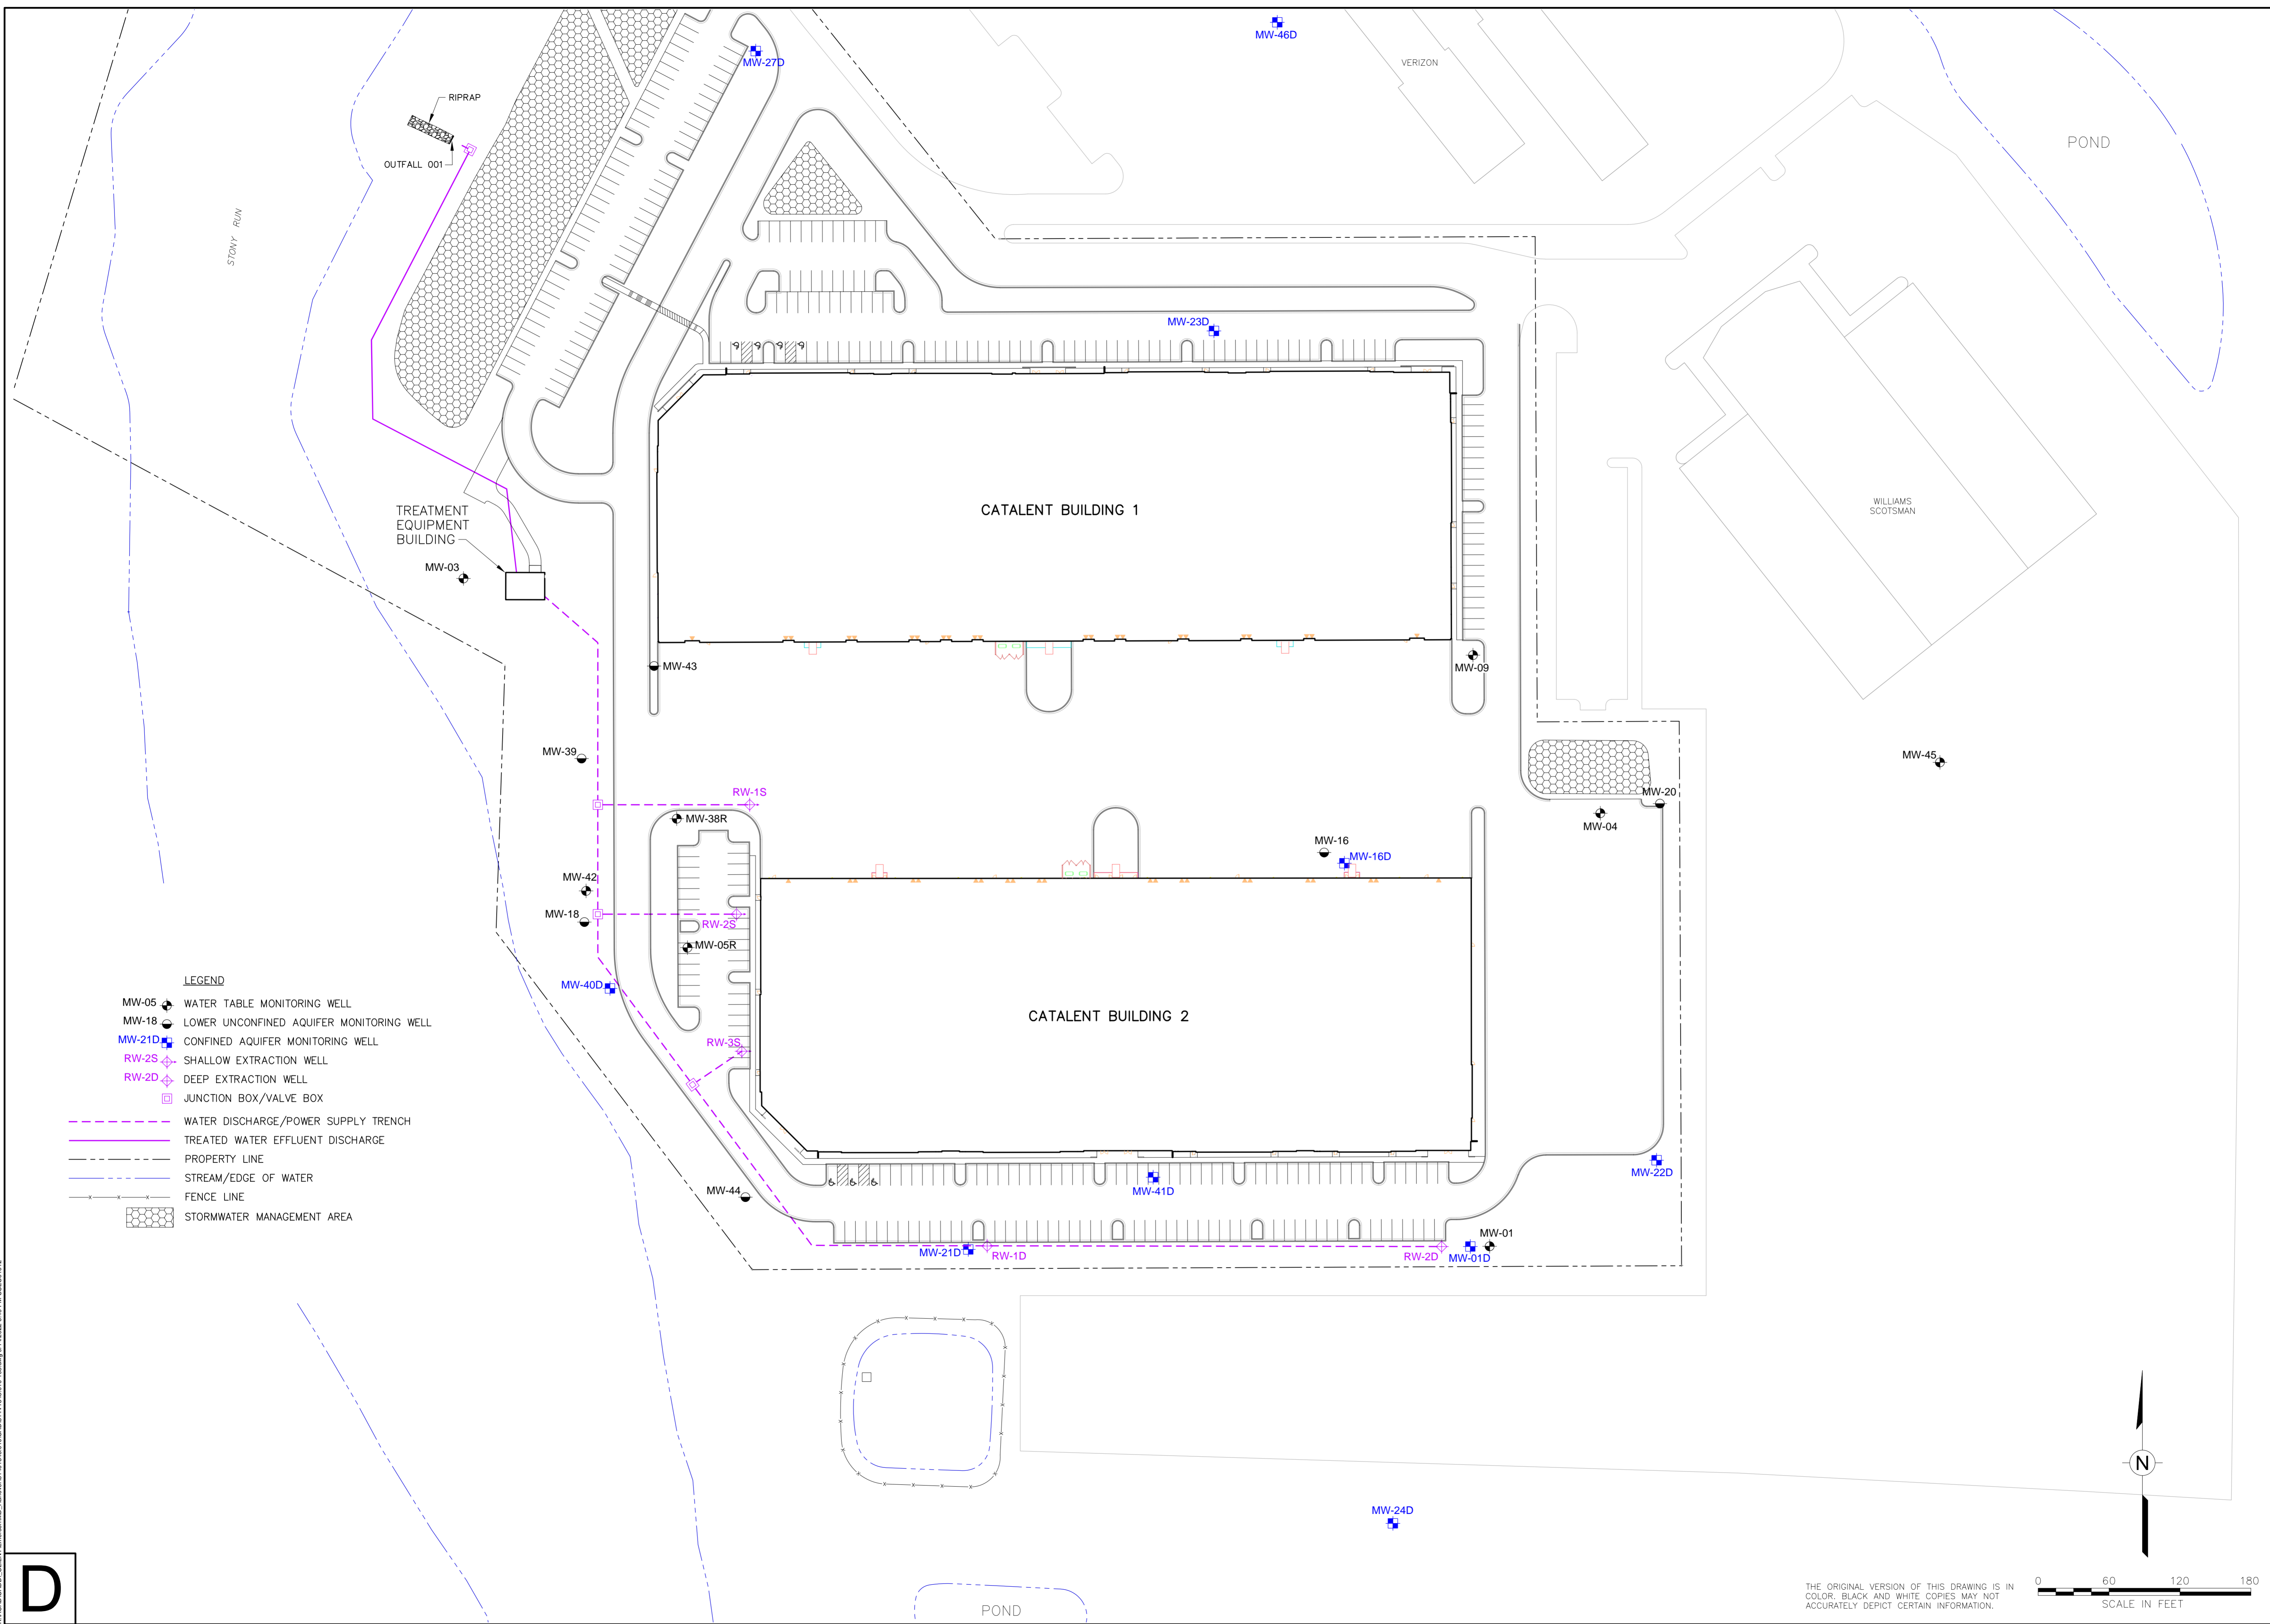 MW-46D
MW-27D
VERIZON
RIPRAP
OUTFALL 001
POND
STONY RUN
MW-23D
CATALENT BUILDING 1
WILLIAMS
SCOTSMAN
TREATMENT
EQUIPMENT
BUILDING
MW-03
MW-43
MW-09
MW-39
MW-45
RW-1S
MW-20
MW-38R
MW-04
MW-16
MW-16D
MW-42
MW-18
RW-2S
MW-05R
MW-40D
CATALENT BUILDING 2
RW-3S
LEGEND
MW-05 WATER TABLE MONITORING WELL
MW-18 LOWER UNCONFINED AQUIFER MONITORING WELL
MW-21D CONFINED AQUIFER MONITORING WELL
RW-2S SHALLOW EXTRACTION WELL
RW-2D DEEP EXTRACTION WELL
JUNCTION BOX/VALVE BOX
WATER DISCHARGE/POWER SUPPLY TRENCH
TREATED WATER EFFLUENT DISCHARGE
PROPERTY LINE
STREAM/EDGE OF WATER
FENCE LINE
STORMWATER MANAGEMENT AREA
MW-22D
MW-44
MW-41D
MW-21D
RW-1D
RW-2D
MW-01D
MW-01
MW-24D
N
D
POND
THE ORIGINAL VERSION OF THIS DRAWING IS IN
COLOR. BLACK AND WHITE COPIES MAY NOT
ACCURATELY DEPICT CERTAIN INFORMATION.
0 60 120 180
SCALE IN FEET